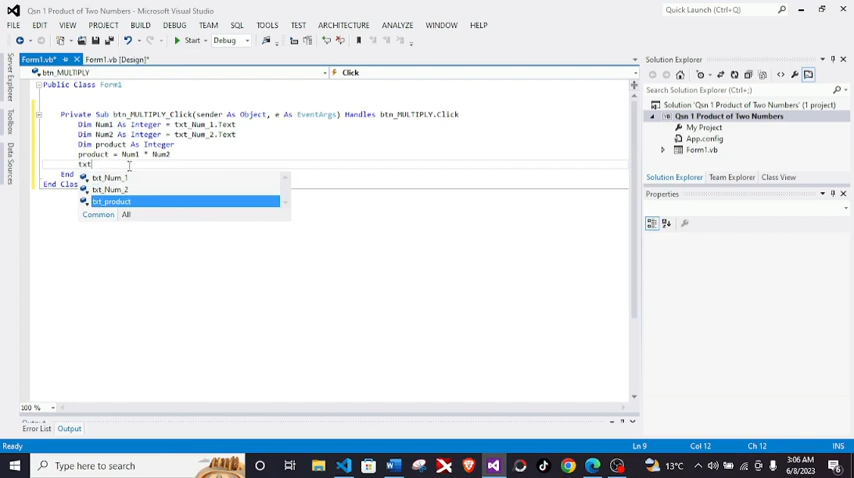 Qsn 1 Product of Two Numbers - Microsoft Visual Studio
Quick Launch (Ctrl+Q)
FILE EDIT VIEW PROJECT BUILD DEBUG TEAM SQL TOOLS TEST ARCHITECTURE ANALYZE WINDOW HELP
Start Debug
Form1.vb* Form1.vb [Design]*
btn_MULTIPLY Click
Public Class Form1
Private Sub btn_MULTIPLY_Click(sender As Object, e As EventArgs) Handles btn_MULTIPLY.Click
Dim Num1 As Integer = txt_Num_1.Text
Dim Num2 As Integer = txt_Num_2.Text
Dim product As Integer
product = Num1 * Num2
txt
End
End Clas
txt_Num_1
txt_Num_2
txt_product
Common All
Server Explorer
Toolbox
Data Sources
Solution Explorer
Search Solution Explorer (Ctrl+;)
Solution 'Qsn 1 Product of Two Numbers' (1 project)
Qsn 1 Product of Two Numbers
My Project
App.config
Form1.vb
Solution Explorer Team Explorer Class View
Properties
100 %
Output
Error List Output
Ready Ln 9 Col 12 Ch 12 INS
Type here to search
13°C
3:06 AM
6/8/2023
6